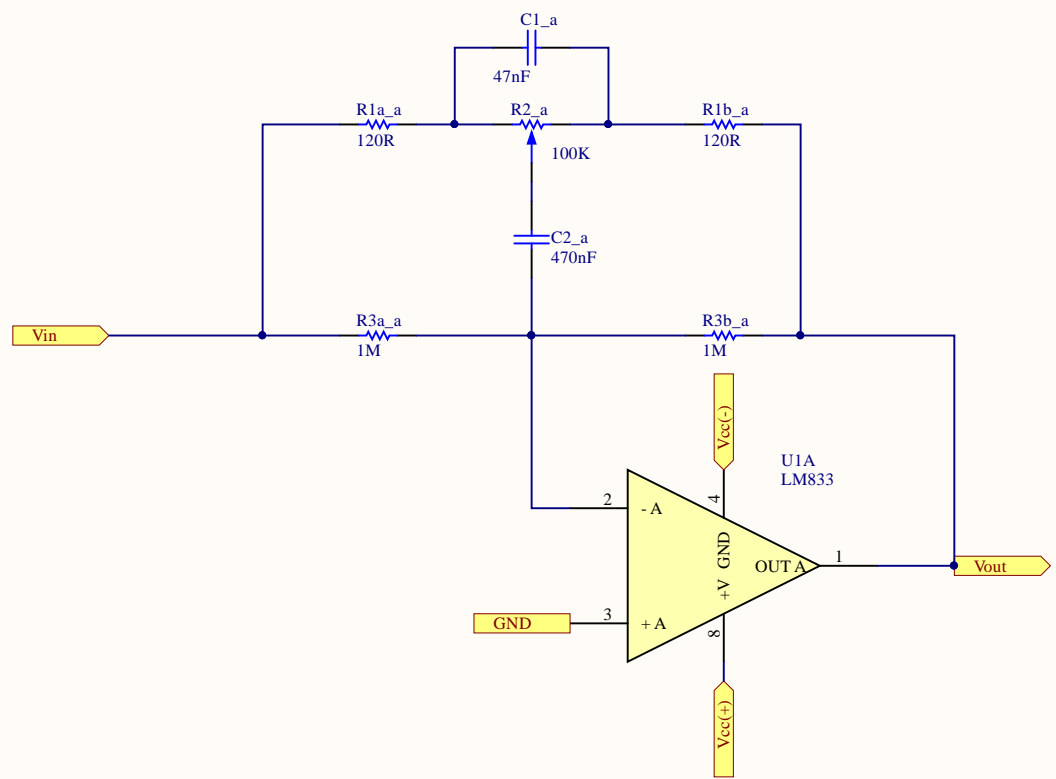 C1_a
47nF
R1a_a
120R
R2_a
100K
R1b_a
120R
C2_a
470nF
Vin
R3a_a
1M
R3b_a
1M
Vcc(-)
U1A
LM833
4
2
- A
GND
+V
OUT A
1
Vout
GND
3
+ A
8
Vcc(+)